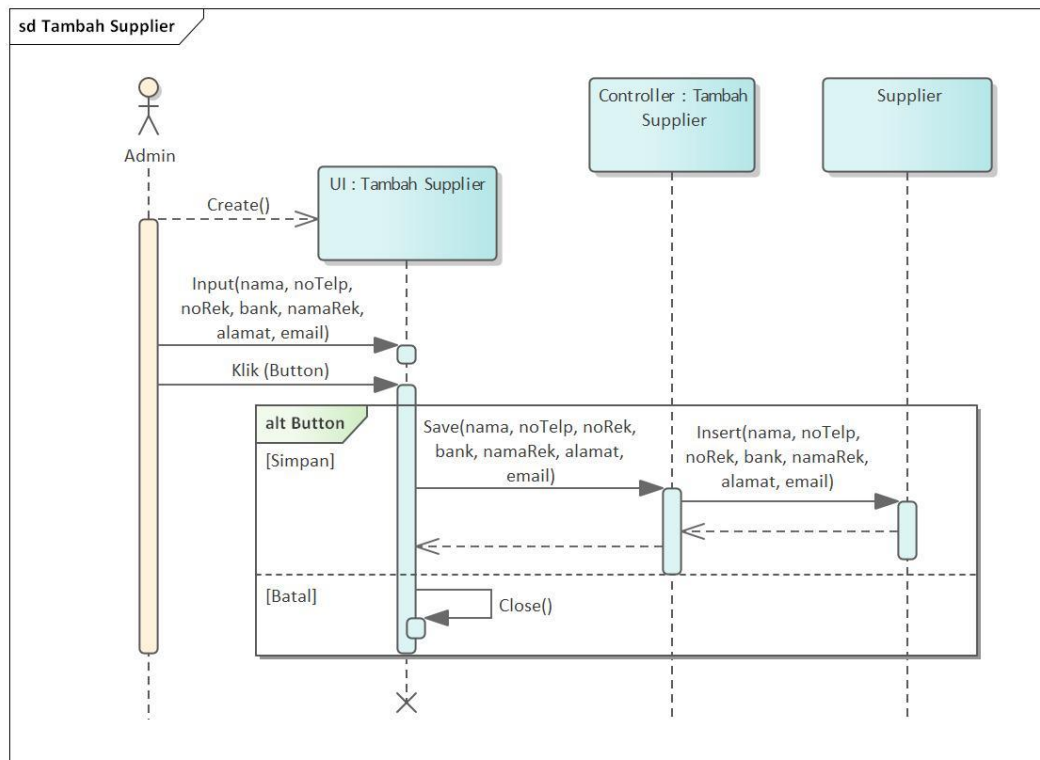 sd Tambah Supplier
Admin
UI : Tambah Supplier
Controller : Tambah
Supplier
Supplier
Create()
Input(nama, noTelp,
noRek, bank, namaRek,
alamat, email)
Klik (Button)
alt Button
[Simpan]
Save(nama, noTelp, noRek,
bank, namaRek, alamat,
email)
Insert(nama, noTelp,
noRek, bank, namaRek,
alamat, email)
[Batal]
Close()